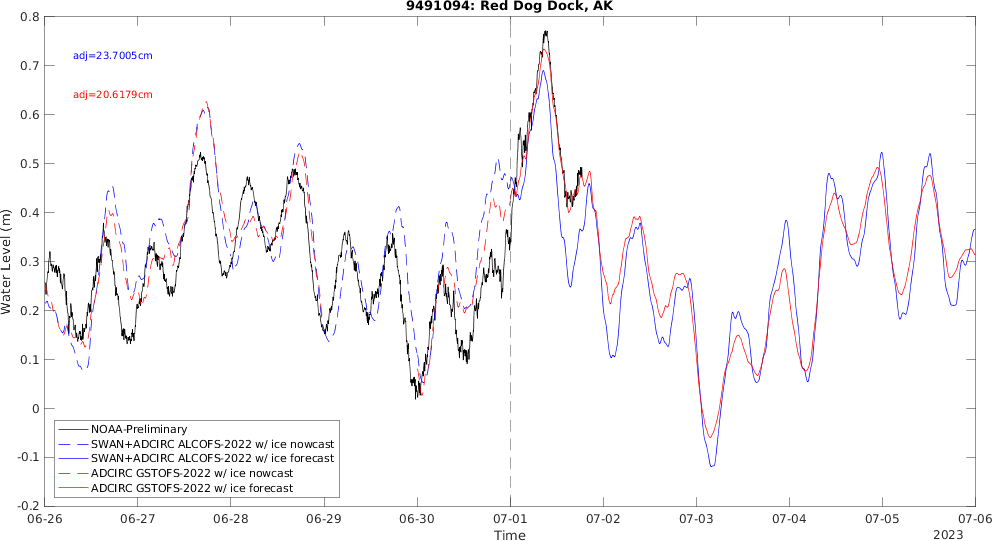 9491094: Red Dog Dock, AK
0.8
0.7
0.6
0.5
0.4
0.3
0.2
0.1
0
-0.1
-0.2
Water Level (m)
adj=23.7005cm
adj=20.6179cm
NOAA-Preliminary
SWAN+ADCIRC ALCOFS-2022 w/ ice nowcast
SWAN+ADCIRC ALCOFS-2022 w/ ice forecast
ADCIRC GSTOFS-2022 w/ ice nowcast
ADCIRC GSTOFS-2022 w/ ice forecast
06-26 06-27 06-28 06-29 06-30 07-01 07-02 07-03 07-04 07-05 07-06
Time
2023